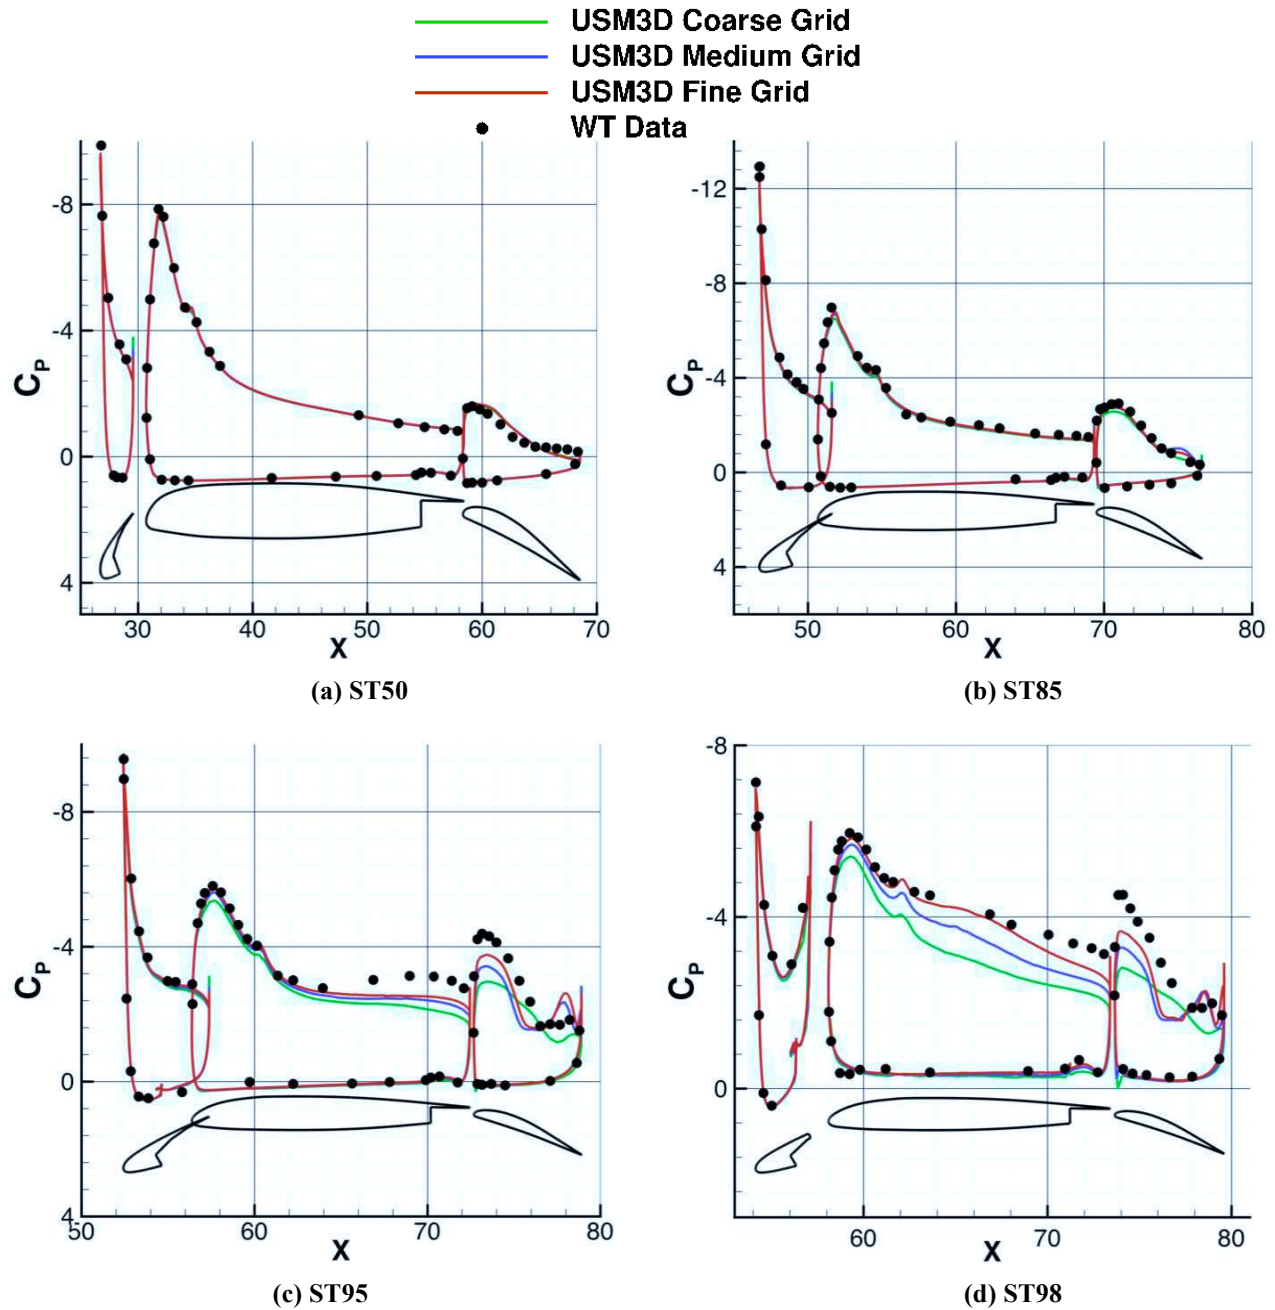 USM3D Coarse Grid
USM3D Medium Grid
USM3D Fine Grid
WT Data
-8
-4
0
4
C_P
30 40 50 60 70
X
(a) ST50
-12
-8
-4
0
4
C_P
50 60 70 80
X
(b) ST85
-8
-4
0
4
C_P
50 60 70 80
X
(c) ST95
-8
-4
0
C_P
60 70 80
X
(d) ST98